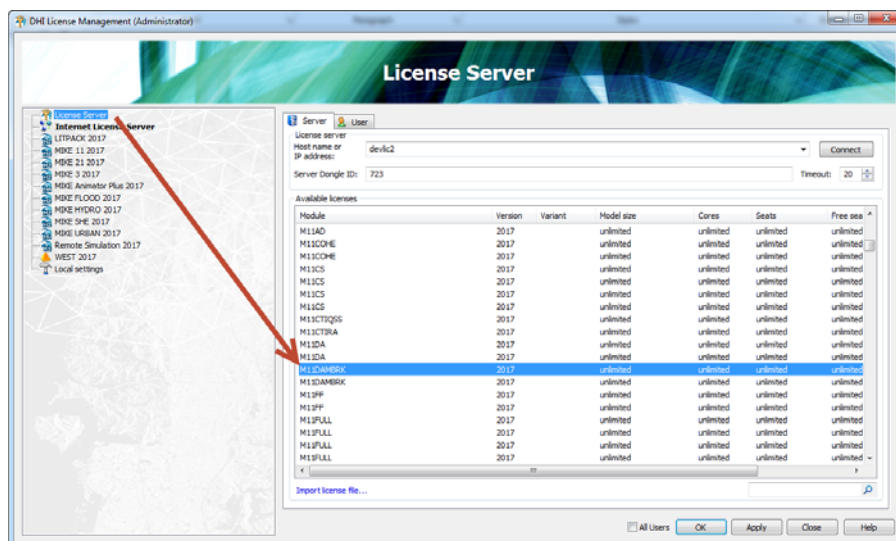 DHI License Management (Administrator)
License Server
License Server
Internet License Server
LITPACK 2017
MIKE 11 2017
MIKE 21 2017
MIKE 3 2017
MIKE Animator Plus 2017
MIKE FLOOD 2017
MIKE HYDRO 2017
MIKE SHE 2017
MIKE URBAN 2017
Remote Simulation 2017
WEST 2017
Local settings
Server User
License server
Host name or IP address: devlic2 Connect
Server Dongle ID: 723 Timeout: 20
Available licenses
Module Version Variant Model size Cores Seats Free sea
M11AD 2017 unlimited unlimited unlimited unlimited
M11COHE 2017 unlimited unlimited unlimited unlimited
M11COHE 2017 unlimited unlimited unlimited unlimited
M11CS 2017 unlimited unlimited unlimited unlimited
M11CS 2017 unlimited unlimited unlimited unlimited
M11CS 2017 unlimited unlimited unlimited unlimited
M11CS 2017 unlimited unlimited unlimited unlimited
M11CTIQSS 2017 unlimited unlimited unlimited unlimited
M11CTIRA 2017 unlimited unlimited unlimited unlimited
M11DA 2017 unlimited unlimited unlimited unlimited
M11DA 2017 unlimited unlimited unlimited unlimited
M11DAMBRK 2017 unlimited unlimited unlimited unlimited
M11DAMBRK 2017 unlimited unlimited unlimited unlimited
M11FF 2017 unlimited unlimited unlimited unlimited
M11FF 2017 unlimited unlimited unlimited unlimited
M11FULL 2017 unlimited unlimited unlimited unlimited
M11FULL 2017 unlimited unlimited unlimited unlimited
M11FULL 2017 unlimited unlimited unlimited unlimited
M11FULL 2017 unlimited unlimited unlimited unlimited
Import license file...
All Users OK Apply Close Help